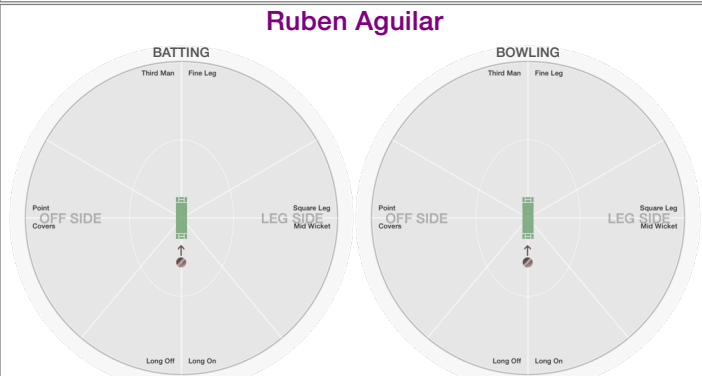 Ruben Aguilar
BATTING
Third Man Fine Leg
Point
OFF SIDE
Covers
Square Leg
LEG SIDE
Mid Wicket
Long Off Long On
BOWLING
Third Man Fine Leg
Point
OFF SIDE
Covers
Square Leg
LEG SIDE
Mid Wicket
Long Off Long On